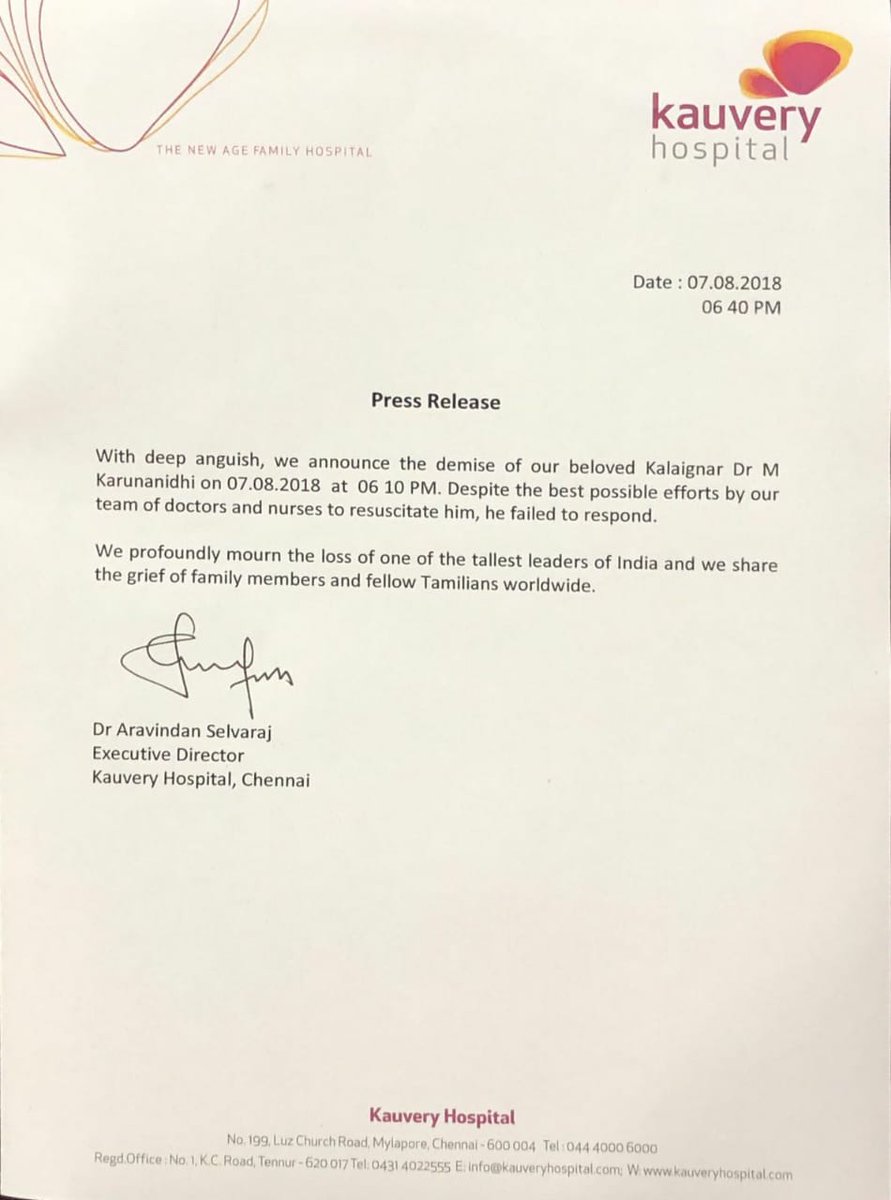 THE NEW AGE FAMILY HOSPITAL
kauvery
hospital
Date : 07.08.2018
06 40 PM
Press Release
With deep anguish, we announce the demise of our beloved Kalaignar Dr M
Karunanidhi on 07.08.2018 at 06 10 PM. Despite the best possible efforts by our
team of doctors and nurses to resuscitate him, he failed to respond.
We profoundly mourn the loss of one of the tallest leaders of India and we share
the grief of family members and fellow Tamilians worldwide.
Dr Aravindan Selvaraj
Executive Director
Kauvery Hospital, Chennai
Kauvery Hospital
No. 199, Luz Church Road, Mylapore, Chennai - 600 004 Tel : 044 4000 6000
Regd.Office : No. 1, K.C. Road, Tennur - 620 017 Tel: 0431 4022555 E: info@kauveryhospital.com; W: www.kauveryhospital.com